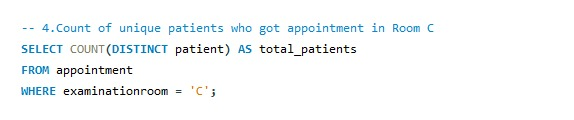 -- 4.Count of unique patients who got appointment in Room C
SELECT COUNT(DISTINCT patient) AS total_patients
FROM appointment
WHERE examinationroom = 'C';